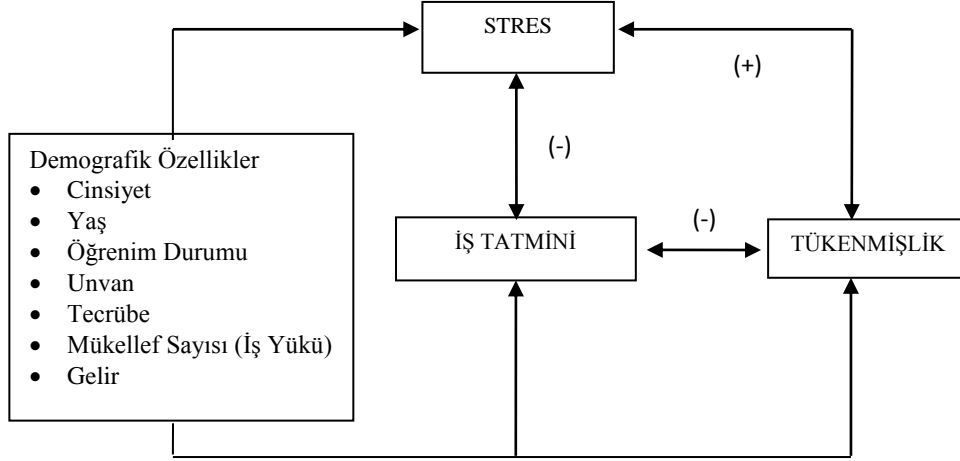 STRES
(+)
(-)
Demografik Özellikler
• Cinsiyet
• Yaş
• Öğrenim Durumu
• Unvan
• Tecrübe
• Mükellef Sayısı (İş Yükü)
• Gelir
İŞ TATMİNİ
(-)
TÜKENMİŞLİK